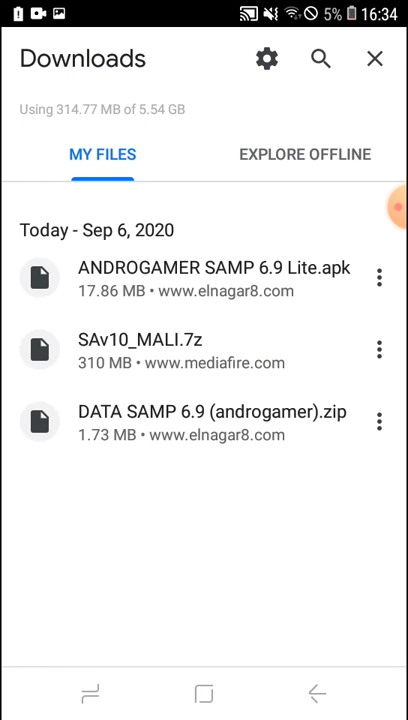 5% 16:34
Downloads
Using 314.77 MB of 5.54 GB
MY FILES EXPLORE OFFLINE
Today - Sep 6, 2020
ANDROGAMER SAMP 6.9 Lite.apk
17.86 MB • www.elnagar8.com
SAv10_MALI.7z
310 MB • www.mediafire.com
DATA SAMP 6.9 (androgamer).zip
1.73 MB • www.elnagar8.com